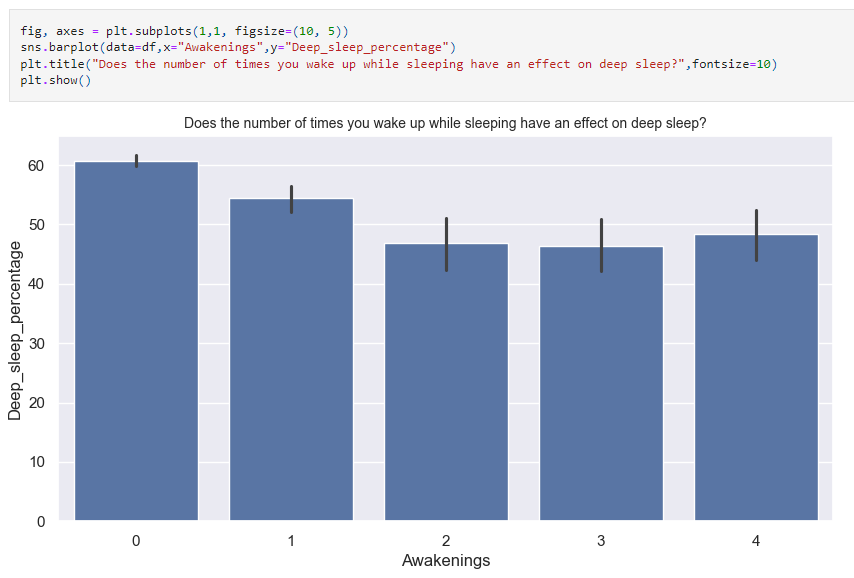 fig, axes = plt.subplots(1,1, figsize=(10, 5))
sns.barplot(data=df,x="Awakenings",y="Deep_sleep_percentage")
plt.title("Does the number of times you wake up while sleeping have an effect on deep sleep?",fontsize=10)
plt.show()
Does the number of times you wake up while sleeping have an effect on deep sleep?
Deep_sleep_percentage
60
50
40
30
20
10
0
0 1 2 3 4
Awakenings